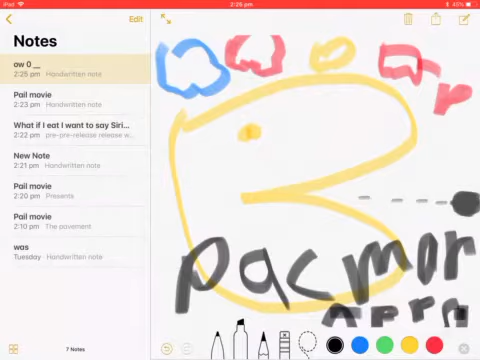 iPad
2:25 pm
45%
Edit
Notes
ow 0 __
2:25 pm Handwritten note
Pail movie
2:23 pm Handwritten note
What if I eat I want to say Siri...
2:22 pm pre-pre-release release w...
New Note
2:21 pm Handwritten note
Pail movie
2:20 pm Presents
Pail movie
2:10 pm The pavement
was
Tuesday Handwritten note
7 Notes
pacman